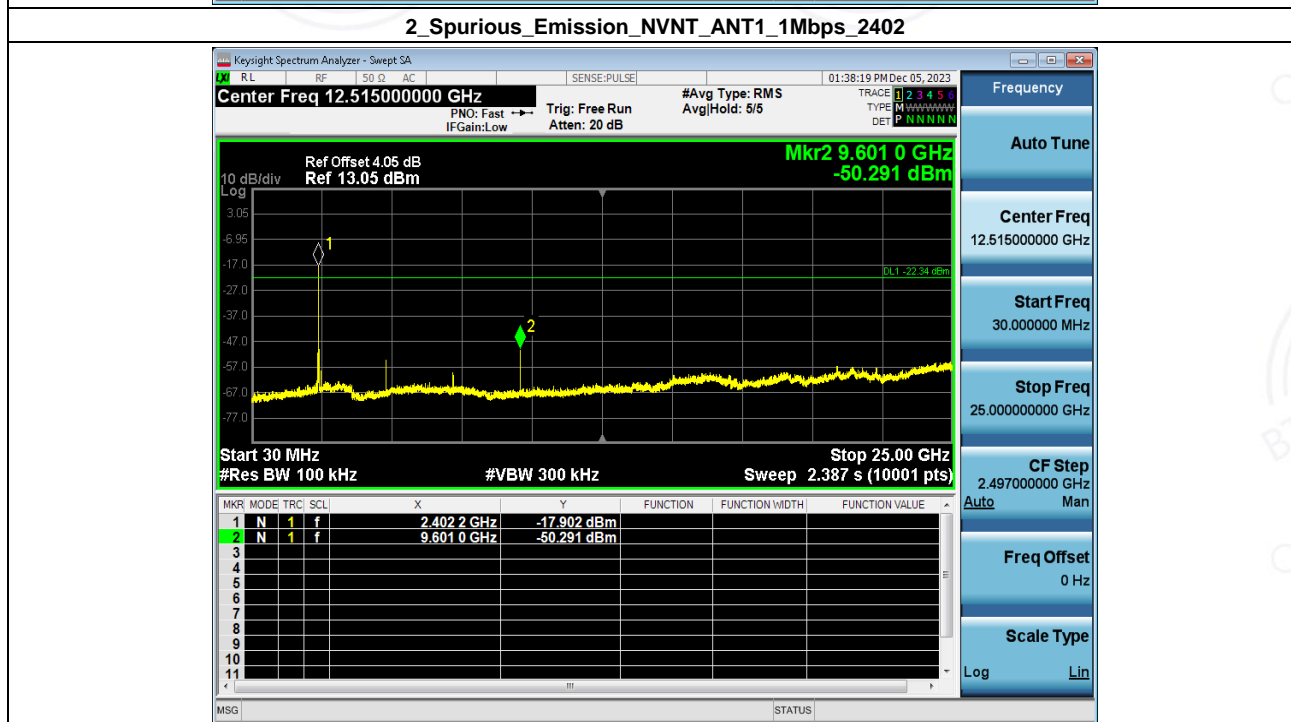 2_Spurious_Emission_NVNT_ANT1_1Mbps_2402
Keysight Spectrum Analyzer - Swept SA
LXI RL RF 50 Ω AC SENSE:PULSE 01:38:19 PM Dec 05, 2023
Center Freq 12.515000000 GHz
PNO: Fast
IFGain:Low
Trig: Free Run
Atten: 20 dB
#Avg Type: RMS
Avg|Hold: 5/5
TRACE 1 2 3 4 5 6
TYPE M WWWWW
DET P N N N N N
Mkr2 9.601 0 GHz
-50.291 dBm
Ref Offset 4.05 dB
10 dB/div Ref 13.05 dBm
Log
3.05
-6.95
-17.0
-27.0
-37.0
-47.0
-57.0
-67.0
-77.0
1
2
DL1 -22.34 dBm
Start 30 MHz Stop 25.00 GHz
#Res BW 100 kHz #VBW 300 kHz Sweep 2.387 s (10001 pts)
MKR MODE TRC SCL X Y FUNCTION FUNCTION WIDTH FUNCTION VALUE
1 N 1 f 2.402 2 GHz -17.902 dBm
2 N 1 f 9.601 0 GHz -50.291 dBm
3
4
5
6
7
8
9
10
11
MSG STATUS
Frequency
Auto Tune
Center Freq
12.515000000 GHz
Start Freq
30.000000 MHz
Stop Freq
25.000000000 GHz
CF Step
2.497000000 GHz
Auto Man
Freq Offset
0 Hz
Scale Type
Log Lin